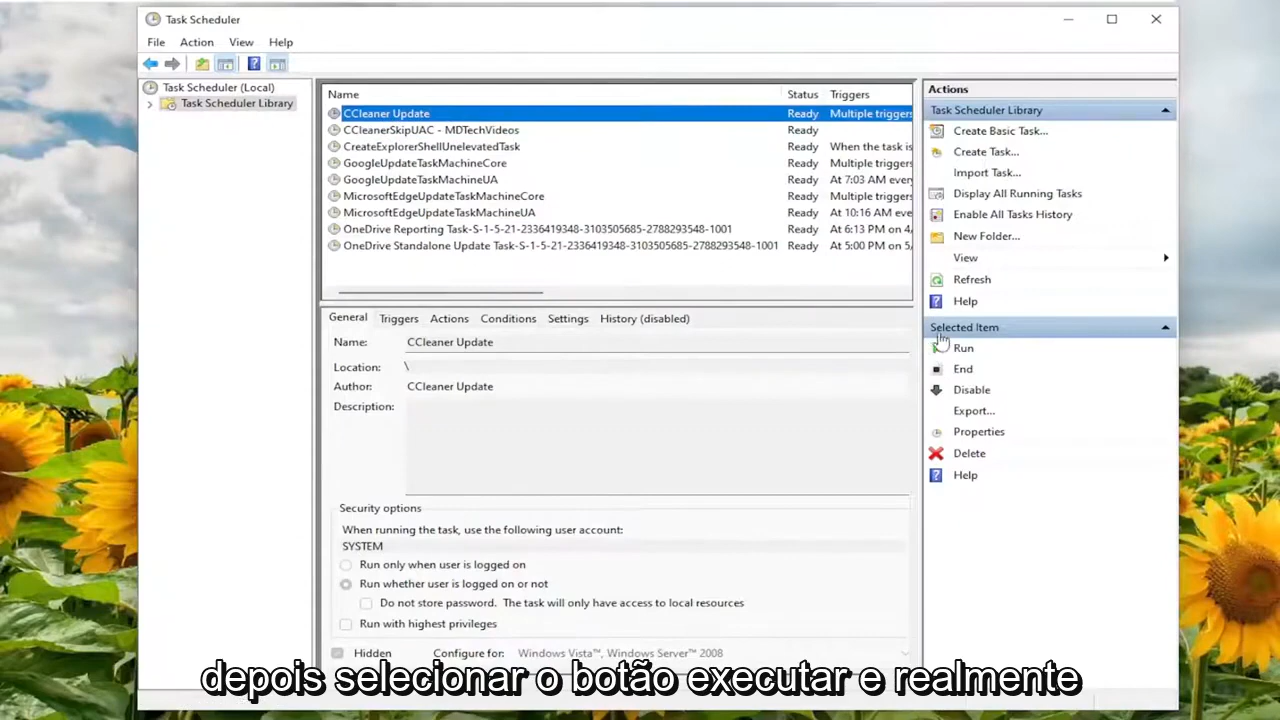 Task Scheduler
File Action View Help
Task Scheduler (Local)
Task Scheduler Library
Name Status Triggers
CCleaner Update Ready Multiple triggers
CCleanerSkipUAC - MDTechVideos Ready
CreateExplorerShellUnelevatedTask Ready When the task is
GoogleUpdateTaskMachineCore Ready Multiple triggers
GoogleUpdateTaskMachineUA Ready At 7:03 AM every
MicrosoftEdgeUpdateTaskMachineCore Ready Multiple triggers
MicrosoftEdgeUpdateTaskMachineUA Ready At 10:16 AM eve
OneDrive Reporting Task-S-1-5-21-2336419348-3103505685-2788293548-1001 Ready At 6:13 PM on 4/
OneDrive Standalone Update Task-S-1-5-21-2336419348-3103505685-2788293548-1001 Ready At 5:00 PM on 5/
General Triggers Actions Conditions Settings History (disabled)
Name: CCleaner Update
Location: \
Author: CCleaner Update
Description:
Security options
When running the task, use the following user account:
SYSTEM
Run only when user is logged on
Run whether user is logged on or not
Do not store password. The task will only have access to local resources
Run with highest privileges
Hidden Configure for: Windows Vista™, Windows Server™ 2008
Actions
Task Scheduler Library
Create Basic Task...
Create Task...
Import Task...
Display All Running Tasks
Enable All Tasks History
New Folder...
View
Refresh
Help
Selected Item
Run
End
Disable
Export...
Properties
Delete
Help
depois selecionar o botão executar e realmente